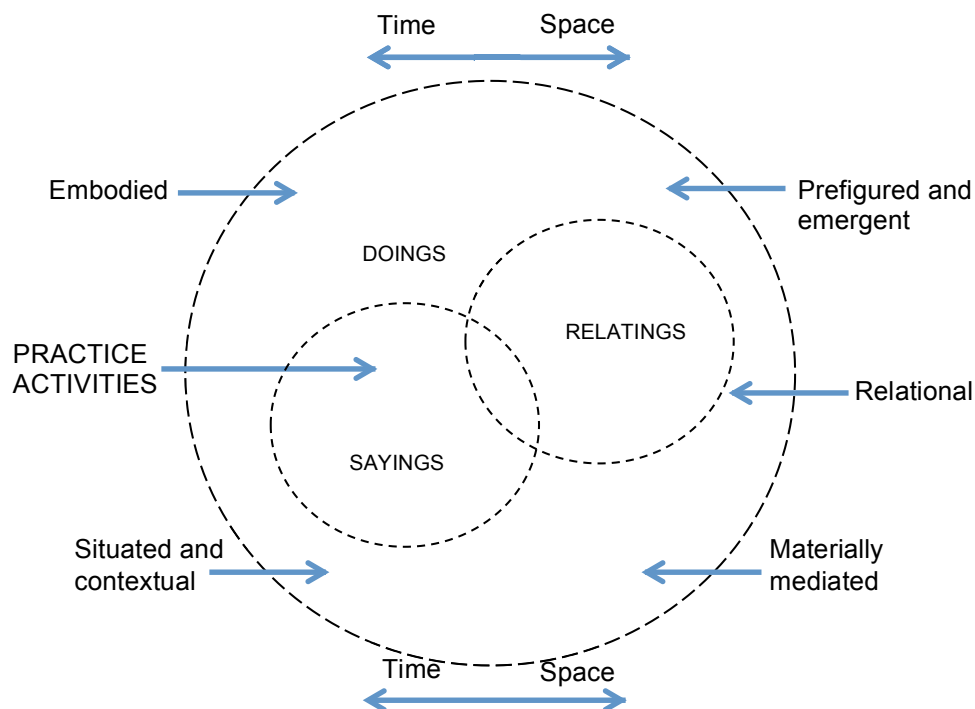 Time Space
Embodied
Prefigured and
emergent
DOINGS
RELATINGS
PRACTICE
ACTIVITIES
Relational
SAYINGS
Situated and
contextual
Materially
mediated
Time Space